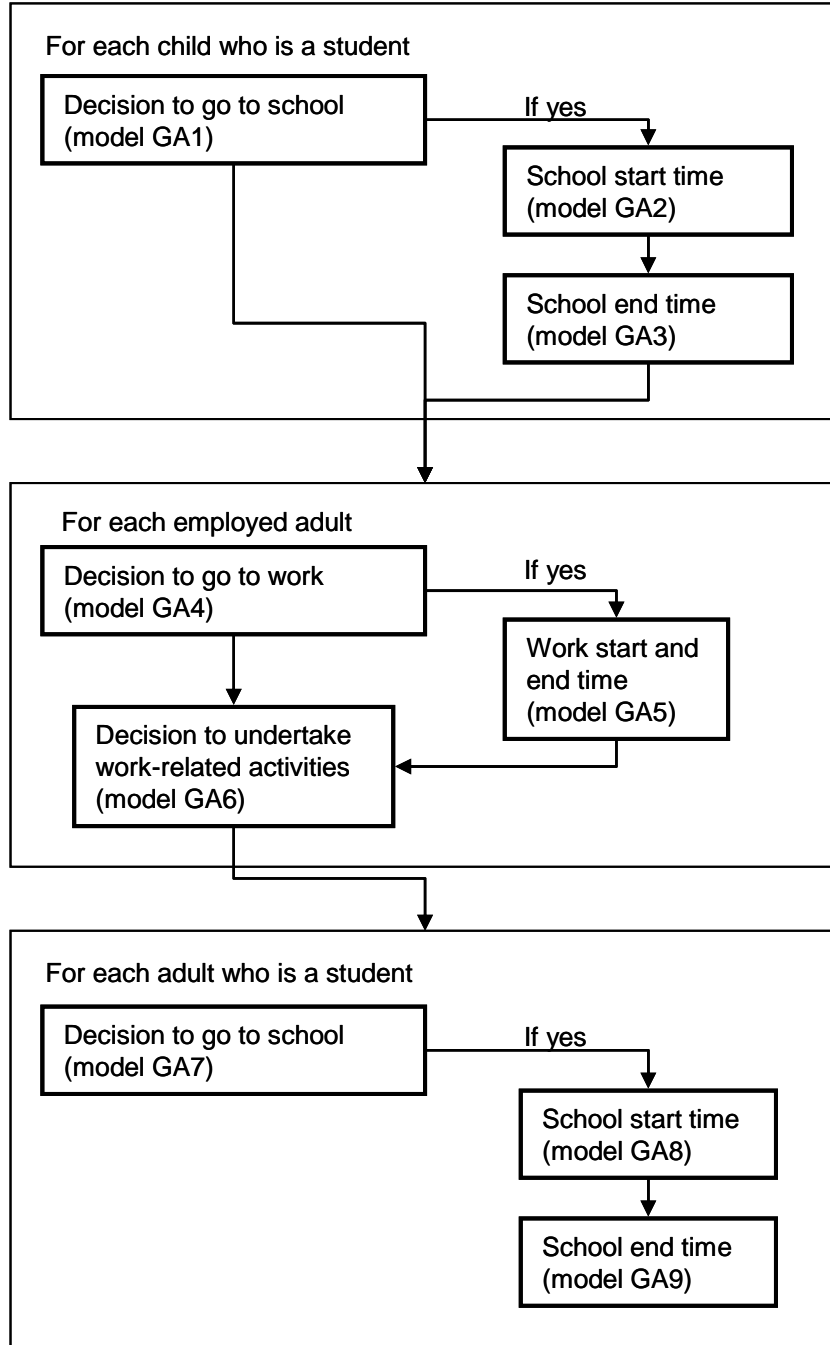 For each child who is a student
Decision to go to school
(model GA1)
If yes
School start time
(model GA2)
School end time
(model GA3)
For each employed adult
Decision to go to work
(model GA4)
If yes
Work start and
end time
(model GA5)
Decision to undertake
work-related activities
(model GA6)
For each adult who is a student
Decision to go to school
(model GA7)
If yes
School start time
(model GA8)
School end time
(model GA9)